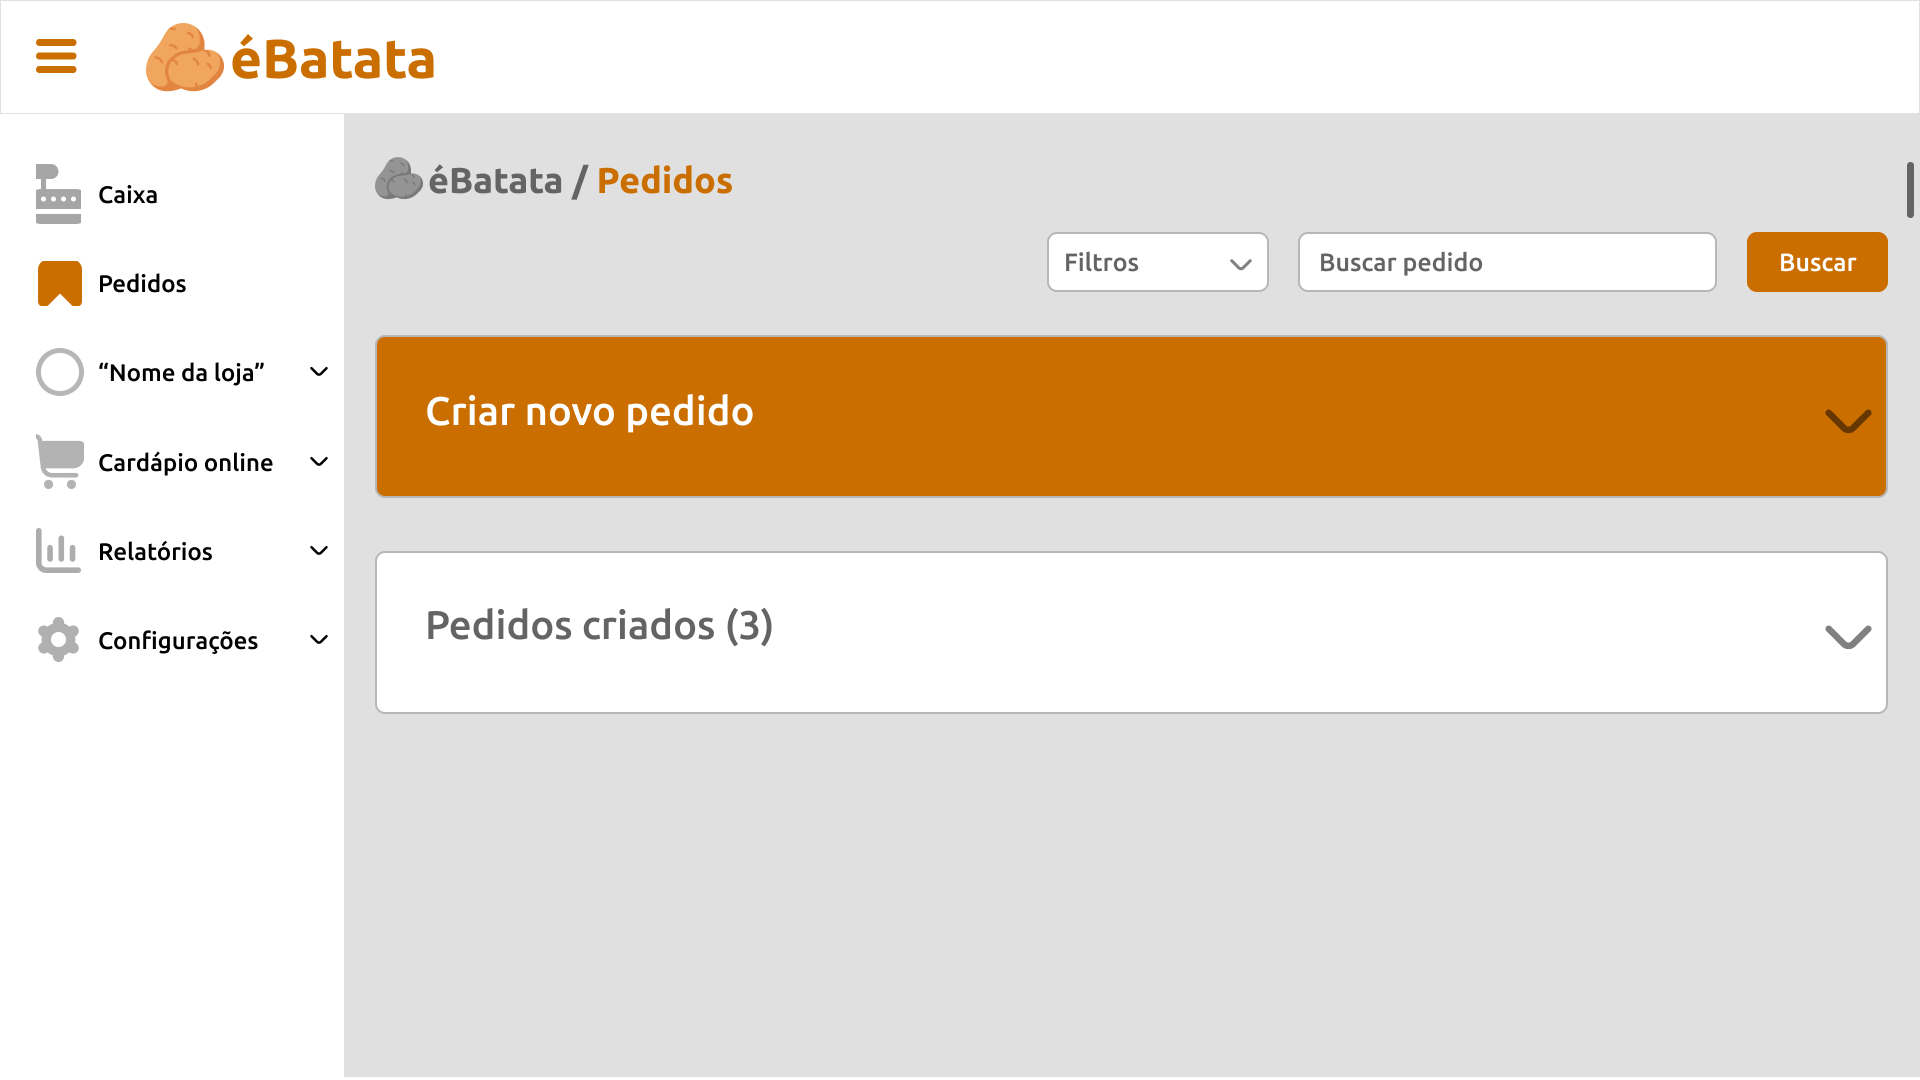 éBatata
Caixa
Pedidos
“Nome da loja”
Cardápio online
Relatórios
Configurações
éBatata / Pedidos
Filtros
Buscar pedido
Buscar
Criar novo pedido
Pedidos criados (3)